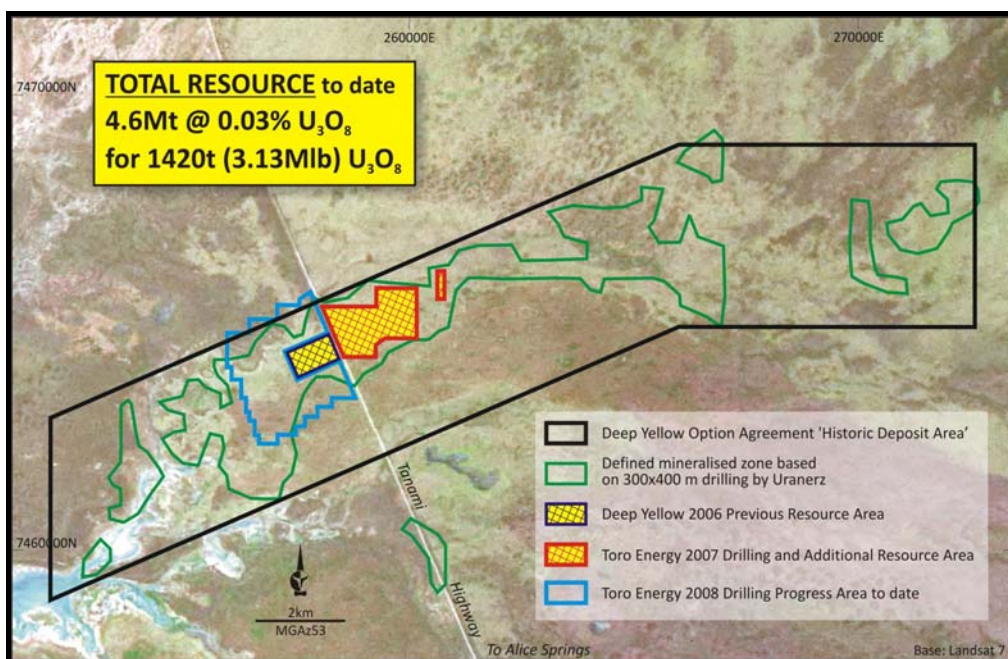 260000E
270000E
7470000N
TOTAL RESOURCE to date
4.6Mt @ 0.03% U₃O₈
for 1420t (3.13Mlb) U₃O₈
Deep Yellow Option Agreement 'Historic Deposit Area'
Defined mineralised zone based
on 300x400 m drilling by Uranerz
Deep Yellow 2006 Previous Resource Area
Toro Energy 2007 Drilling and Additional Resource Area
Toro Energy 2008 Drilling Progress Area to date
Tanami
Highway
7460000N
2km
MGAz53
To Alice Springs
Base: Landsat 7